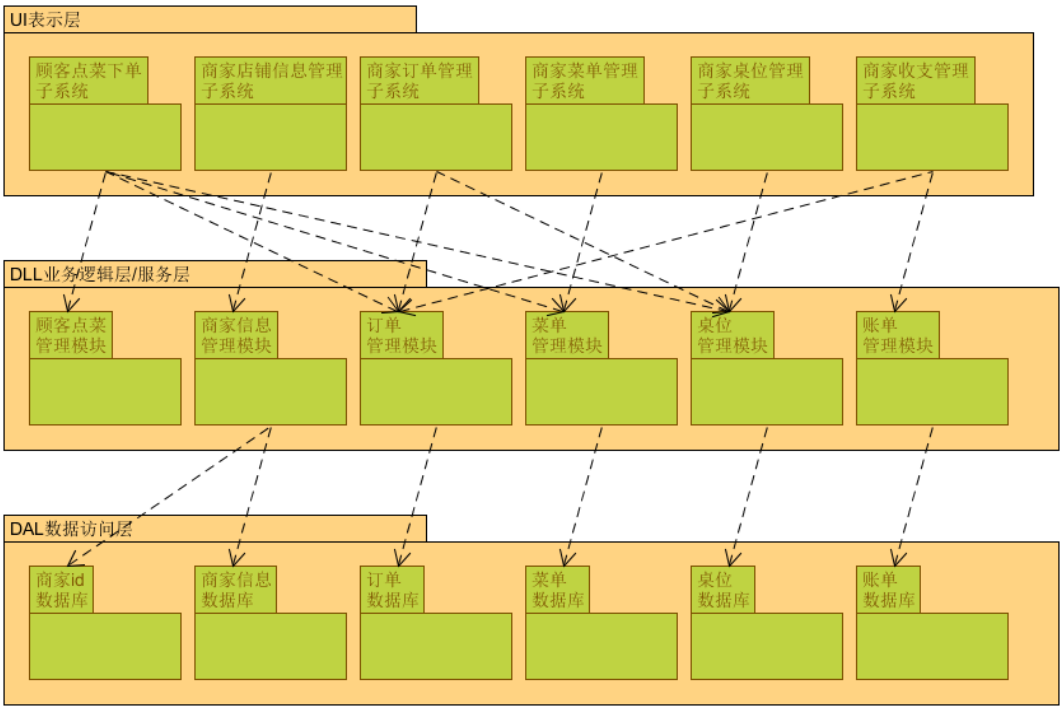 UI表示层
顾客点菜下单
子系统
商家店铺信息管理
子系统
商家订单管理
子系统
商家菜单管理
子系统
商家桌位管理
子系统
商家收支管理
子系统
DLL业务逻辑层/服务层
顾客点菜
管理模块
商家信息
管理模块
订单
管理模块
菜单
管理模块
桌位
管理模块
账单
管理模块
DAL数据访问层
商家id
数据库
商家信息
数据库
订单
数据库
菜单
数据库
桌位
数据库
账单
数据库